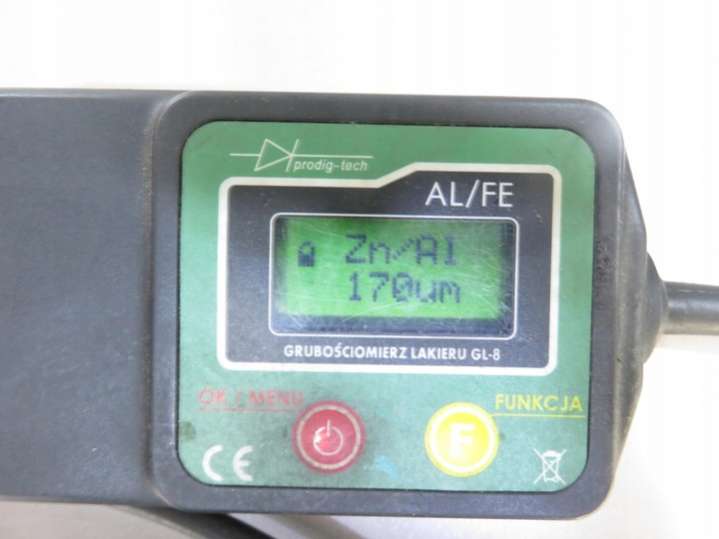 prodig-tech
AL/FE
Zn/Al
170um
GRUBOŚCIOMIERZ LAKIERU GL-8
OK / MENU
FUNKCJA
F
CE